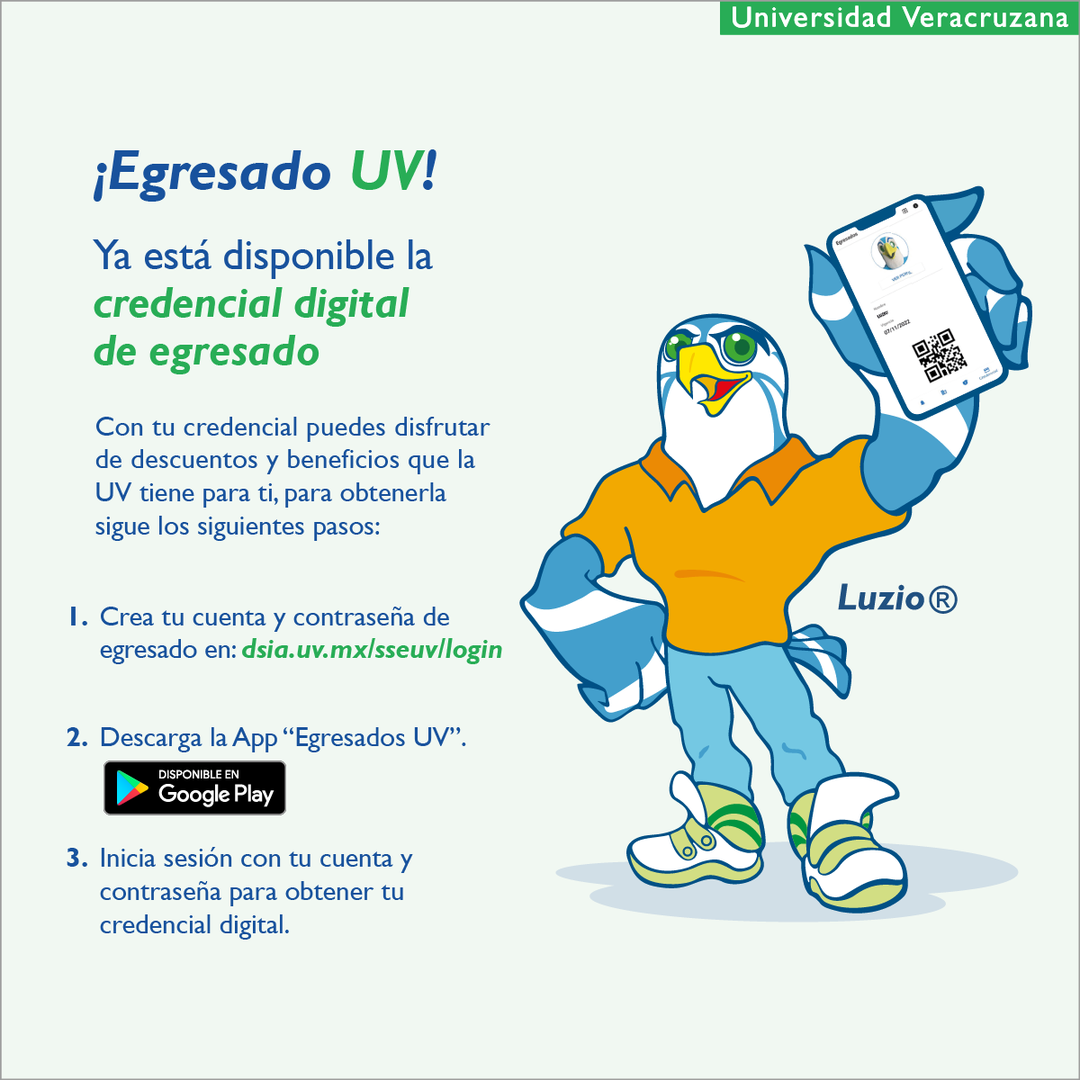 Universidad Veracruzana
¡Egresado UV!
Ya está disponible la
credencial digital
de egresado
Con tu credencial puedes disfrutar
de descuentos y beneficios que la
UV tiene para ti, para obtenerla
sigue los siguientes pasos:
1. Crea tu cuenta y contraseña de
egresado en: dsia.uv.mx/sseuv/login
2. Descarga la App “Egresados UV”.
DISPONIBLE EN
Google Play
3. Inicia sesión con tu cuenta y
contraseña para obtener tu
credencial digital.
Egresados
Nombre
Vigencia
07/11/2022
Luzio®